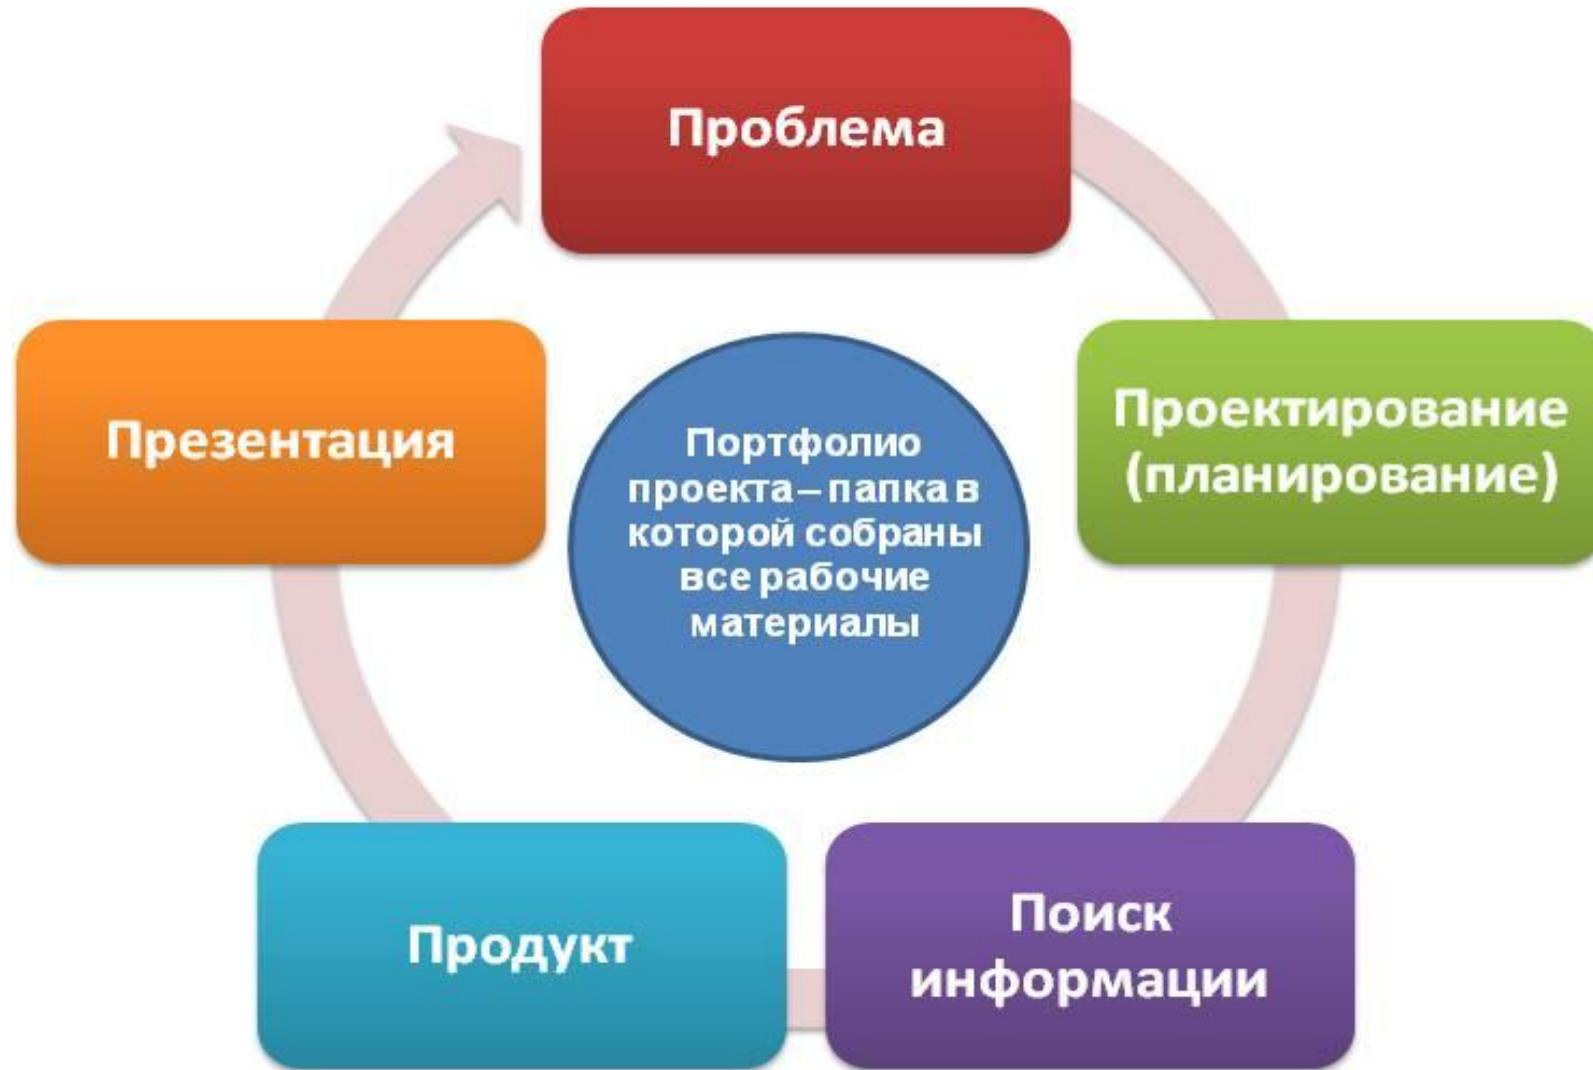 Проблема
Проектирование
(планирование)
Поиск
информации
Продукт
Презентация
Портфолио
проекта – папка в
которой собраны
все рабочие
материалы